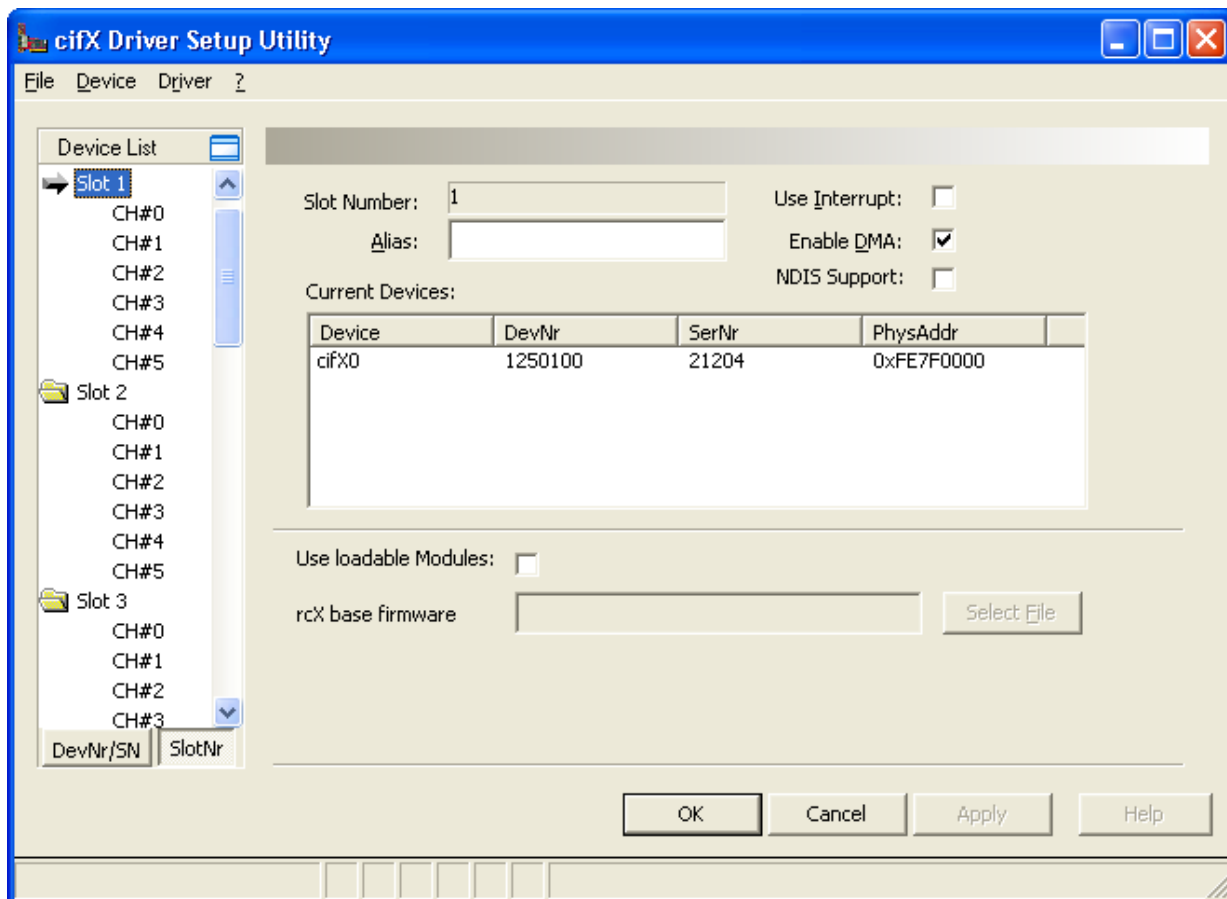 cifX Driver Setup Utility
File Device Driver ?
Device List
Slot 1
CH#0
CH#1
CH#2
CH#3
CH#4
CH#5
Slot 2
CH#0
CH#1
CH#2
CH#3
CH#4
CH#5
Slot 3
CH#0
CH#1
CH#2
CH#3
DevNr/SN SlotNr
Slot Number: 1
Use Interrupt:
Alias:
Enable DMA:
NDIS Support:
Current Devices:
Device DevNr SerNr PhysAddr
cifX0 1250100 21204 0xFE7F0000
Use loadable Modules:
rcX base firmware
Select File
OK Cancel Apply Help